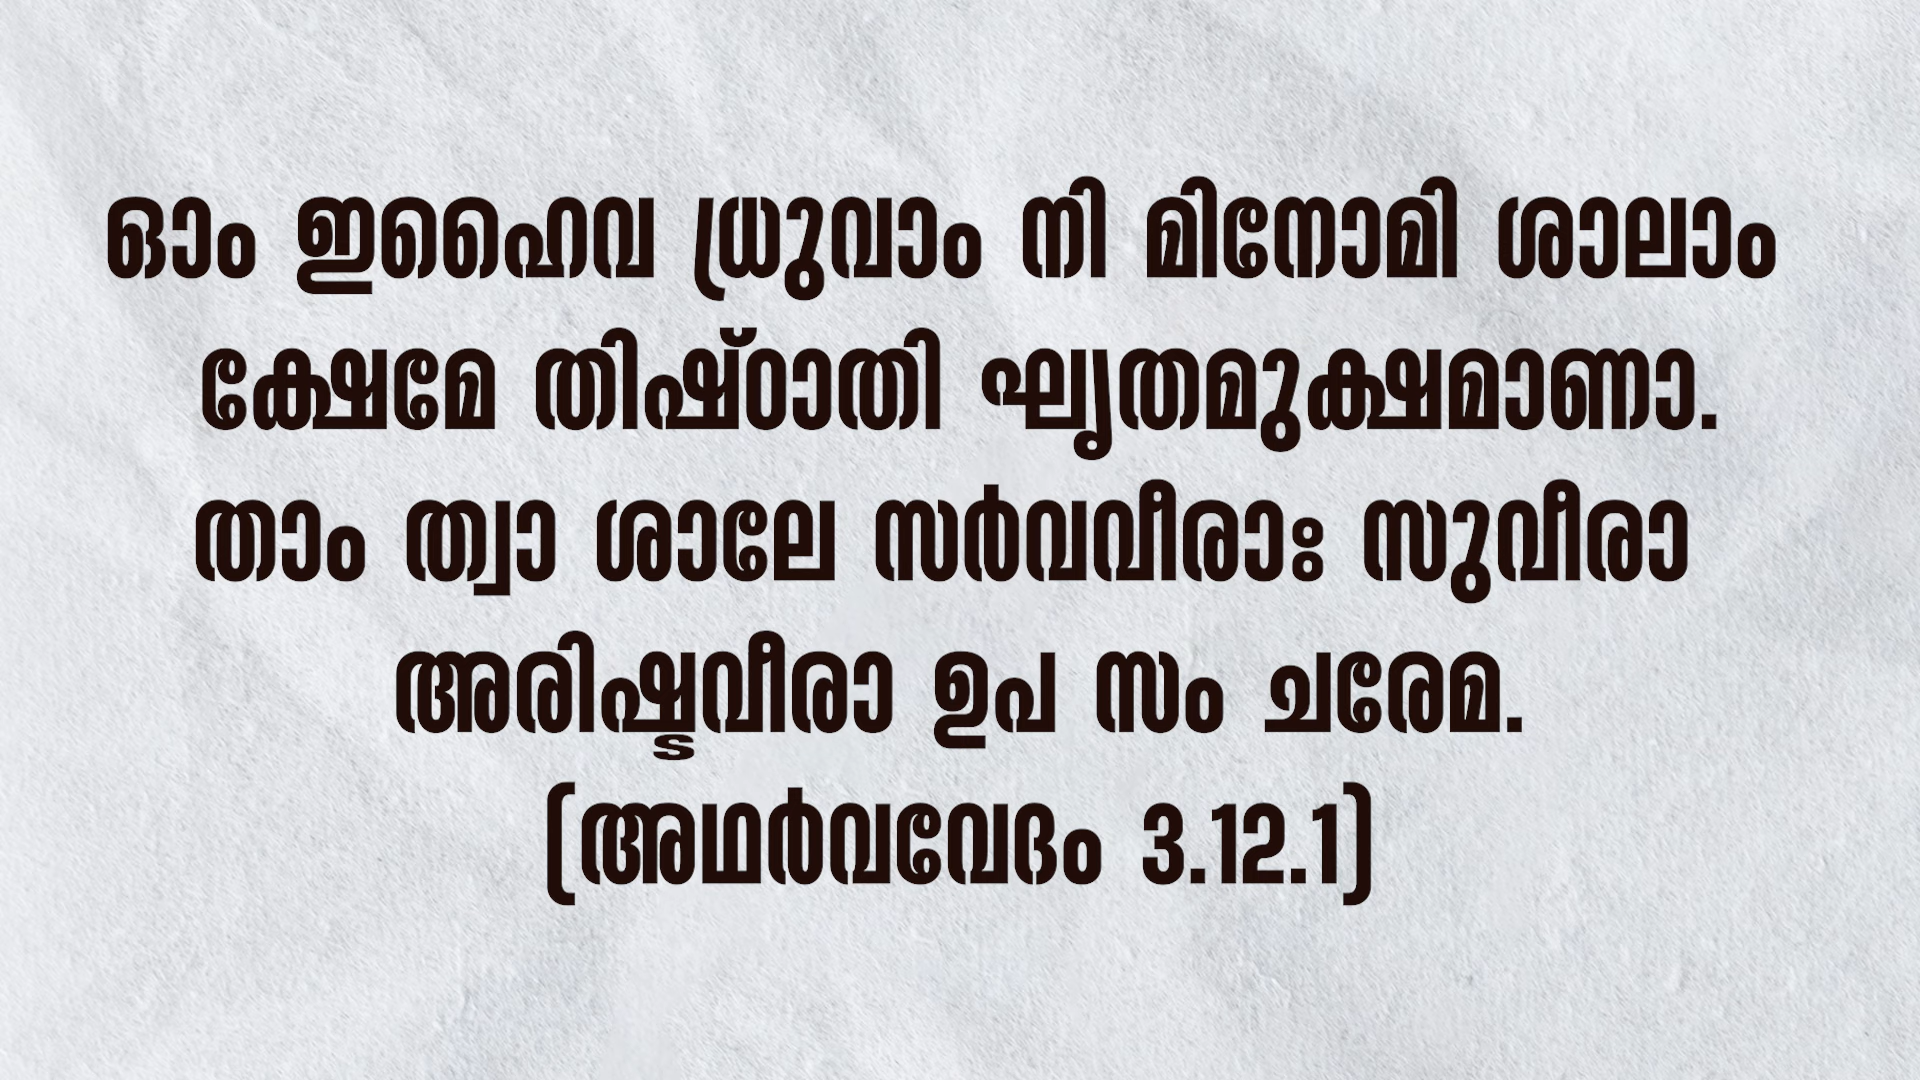 ഓം ഇഹൈവ ധ്രുവാം നി മിനോമി ശാലാം
ക്ഷേമേ തിഷ്ഠാതി ഘൃതമുക്ഷമാണാ.
താം ത്വാ ശാലേ സർവവീരാഃ സുവീരാ
അരിഷ്ടവീരാ ഉപ സം ചരേമ.
(അഥർവവേദം 3.12.1)